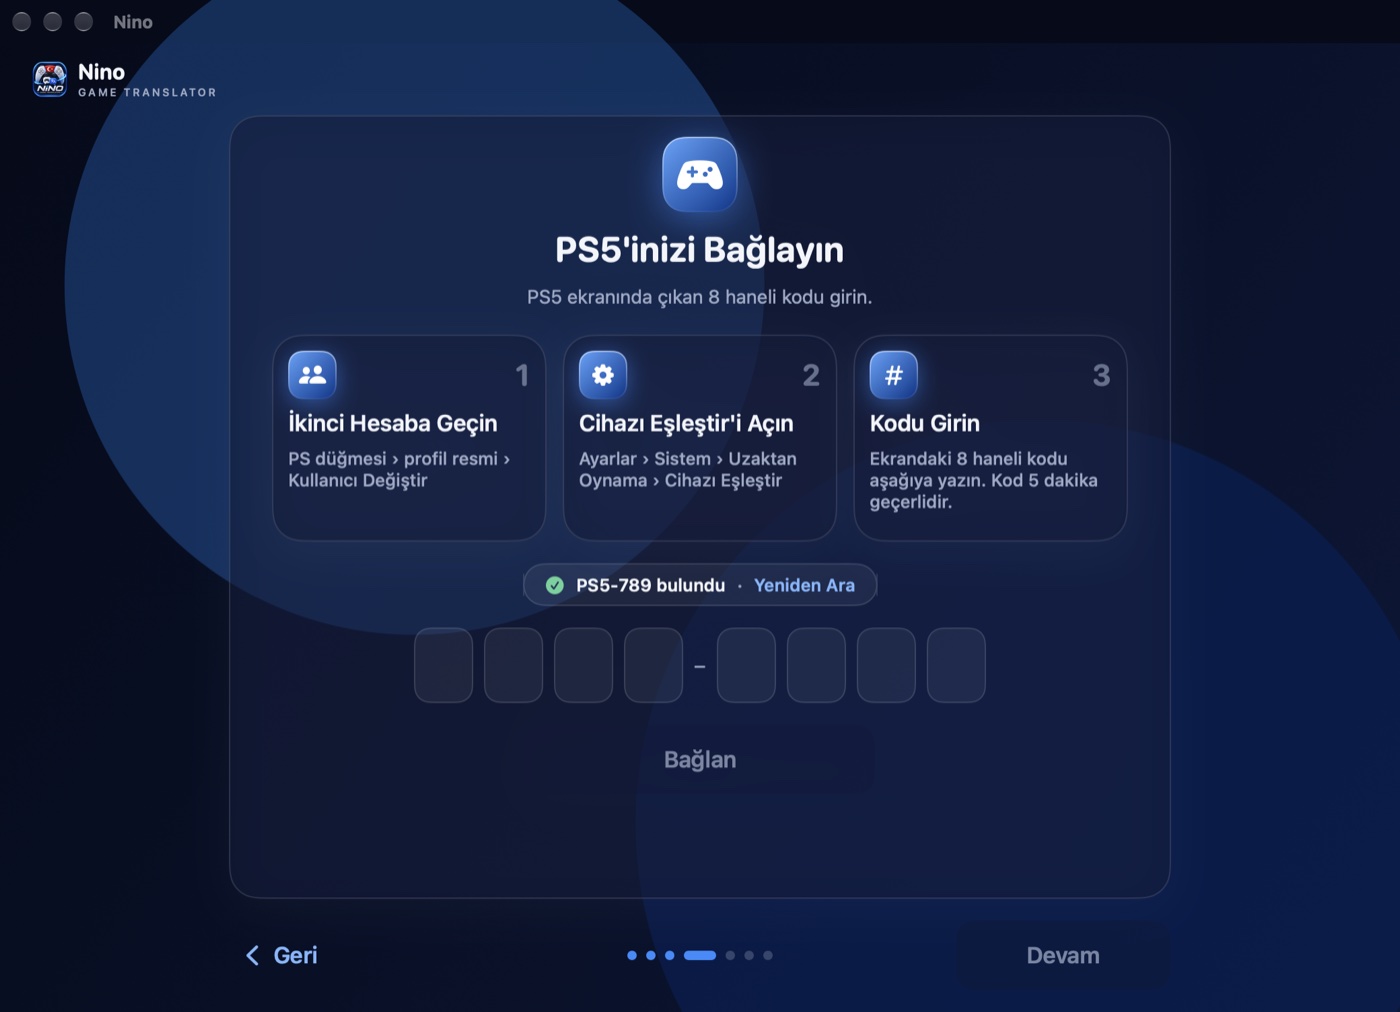 Nino
NiNO
Nino
GAME TRANSLATOR
PS5'inizi Bağlayın
PS5 ekranında çıkan 8 haneli kodu girin.
1
İkinci Hesaba Geçin
PS düğmesi › profil resmi ›
Kullanıcı Değiştir
2
Cihazı Eşleştir'i Açın
Ayarlar › Sistem › Uzaktan
Oynama › Cihazı Eşleştir
# 3
Kodu Girin
Ekrandaki 8 haneli kodu
aşağıya yazın. Kod 5 dakika
geçerlidir.
PS5-789 bulundu · Yeniden Ara
–
Bağlan
Geri
Devam